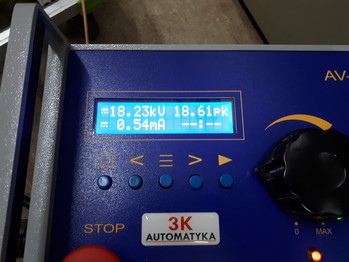 AV-
=18.23kV 18.61pk
= 0.54mA --:--
STOP
3K
AUTOMATYKA
0 MAX